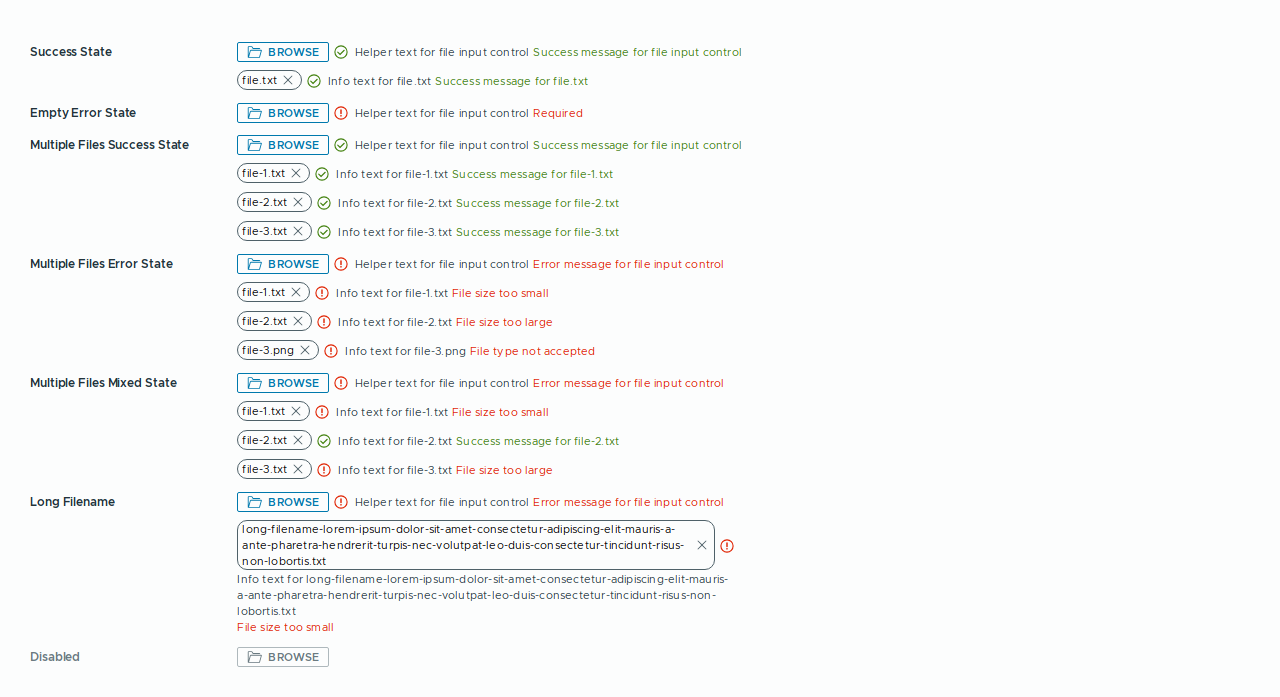 Success State BROWSE Helper text for file input control Success message for file input control
file.txt Info text for file.txt Success message for file.txt
Empty Error State BROWSE Helper text for file input control Required
Multiple Files Success State BROWSE Helper text for file input control Success message for file input control
file-1.txt Info text for file-1.txt Success message for file-1.txt
file-2.txt Info text for file-2.txt Success message for file-2.txt
file-3.txt Info text for file-3.txt Success message for file-3.txt
Multiple Files Error State BROWSE Helper text for file input control Error message for file input control
file-1.txt Info text for file-1.txt File size too small
file-2.txt Info text for file-2.txt File size too large
file-3.png Info text for file-3.png File type not accepted
Multiple Files Mixed State BROWSE Helper text for file input control Error message for file input control
file-1.txt Info text for file-1.txt File size too small
file-2.txt Info text for file-2.txt Success message for file-2.txt
file-3.txt Info text for file-3.txt File size too large
Long Filename BROWSE Helper text for file input control Error message for file input control
long-filename-lorem-ipsum-dolor-sit-amet-consectetur-adipiscing-elit-mauris-a-
ante-pharetra-hendrerit-turpis-nec-volutpat-leo-duis-consectetur-tincidunt-risus-
non-lobortis.txt
Info text for long-filename-lorem-ipsum-dolor-sit-amet-consectetur-adipiscing-elit-mauris-
a-ante-pharetra-hendrerit-turpis-nec-volutpat-leo-duis-consectetur-tincidunt-risus-non-
lobortis.txt
File size too small
Disabled BROWSE